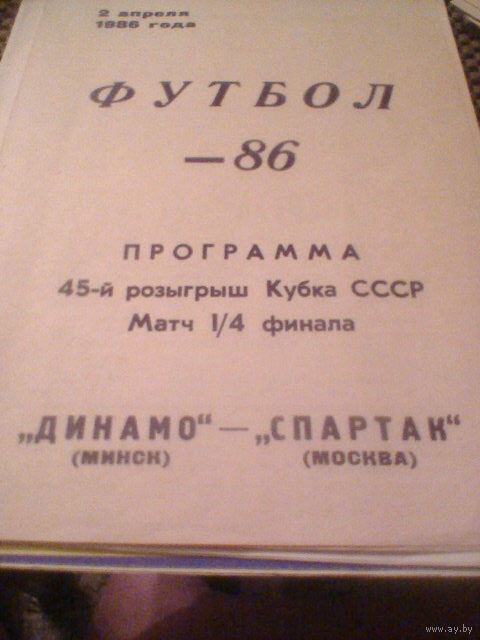 2 апреля
1986 года
ФУТБОЛ
—86
ПРОГРАММА
45-й розыгрыш Кубка СССР
Матч 1/4 финала
„ДИНАМО“ — „СПАРТАК“
(МИНСК) (МОСКВА)
www.ay.by